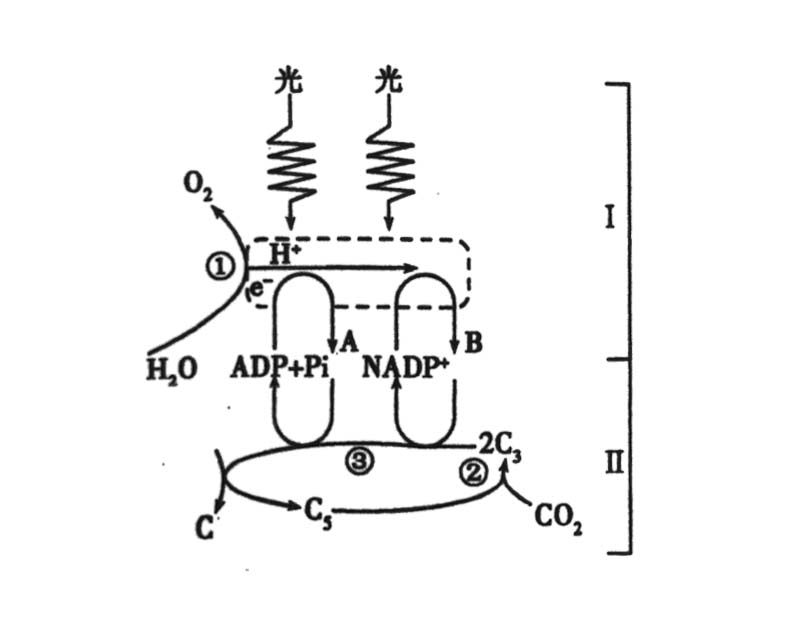 光 光
O₂
I
① H⁺
e⁻
A B
H₂O ADP+Pi NADP⁺
2C₃
③ ② II
C₅
C CO₂